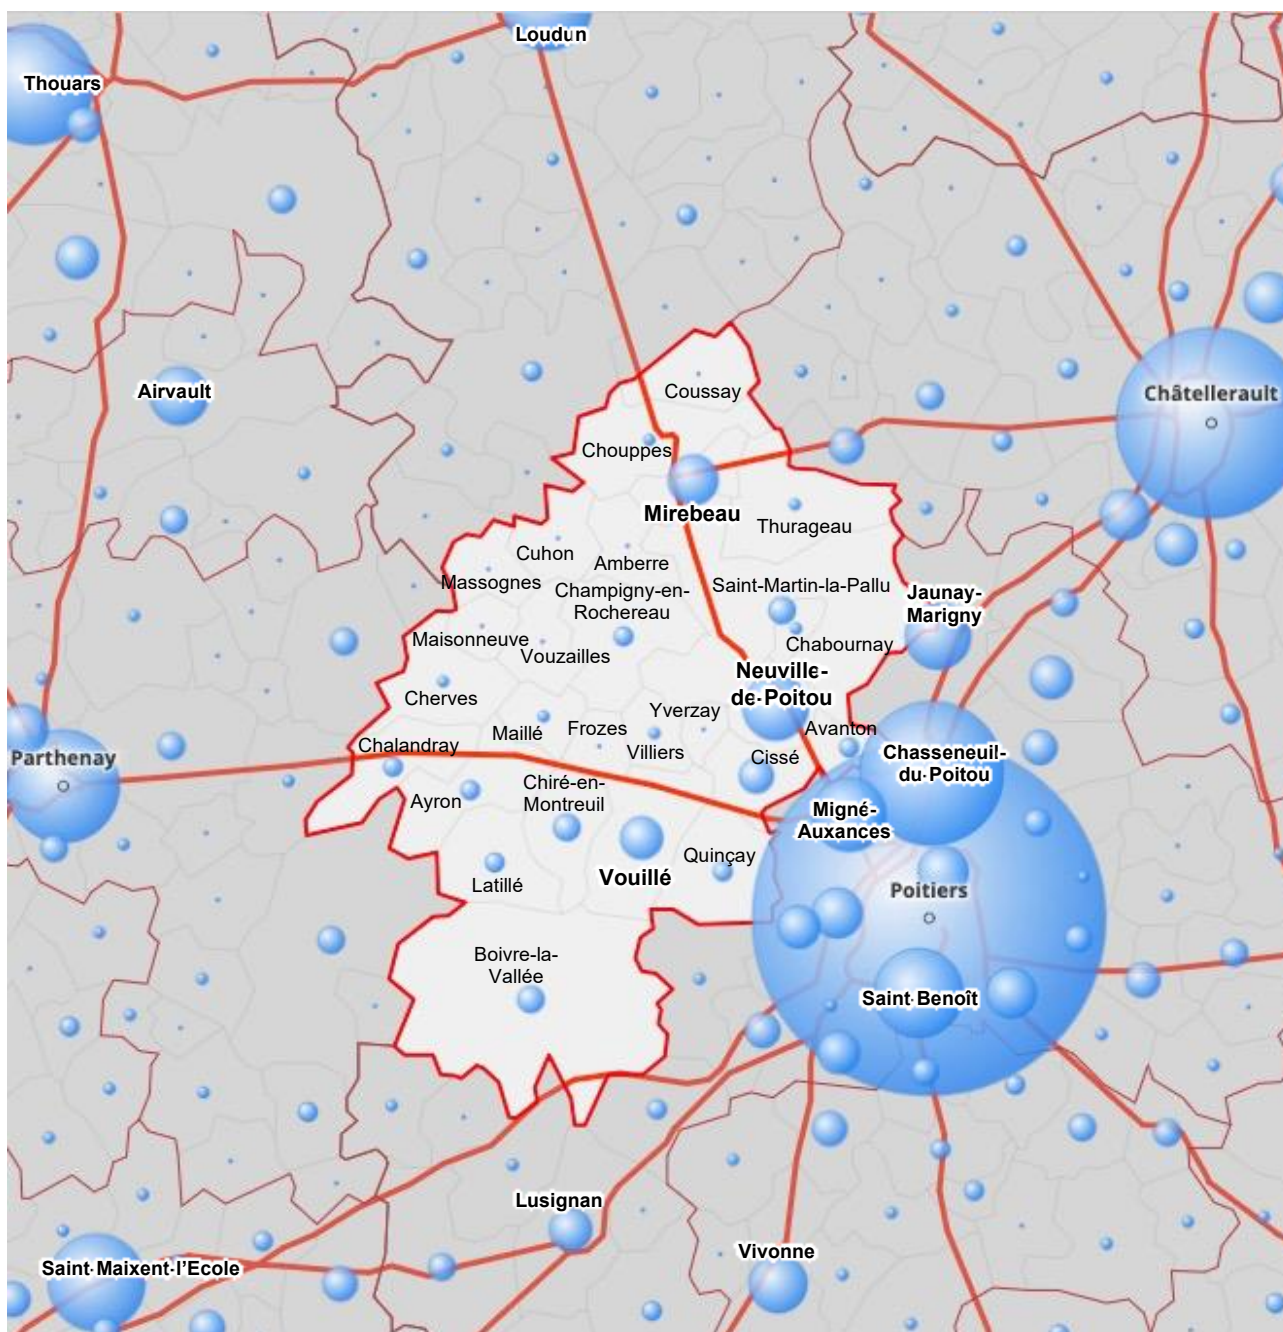 Loudun
Thouars
Airvault
Coussay
Châtellerault
Chouppes
Mirebeau
Thurageau
Cuhon
Amberre
Massognes
Champigny-en-
Rochereau
Saint-Martin-la-Pallu
Jaunay-
Marigny
Maisonneuve
Vouzailles
Chabournay
Neuville-
de-Poitou
Cherves
Yverzay
Maillé
Frozes
Avanton
Chalandray
Villiers
Cissé
Parthenay
Chasseneuil-
du-Poitou
Ayron
Chiré-en-
Montreuil
Migné-
Auxances
Quinçay
Vouillé
Latillé
Poitiers
Boivre-la-
Vallée
Saint-Benoît
Lusignan
Vivonne
Saint-Maixent-l'Ecole